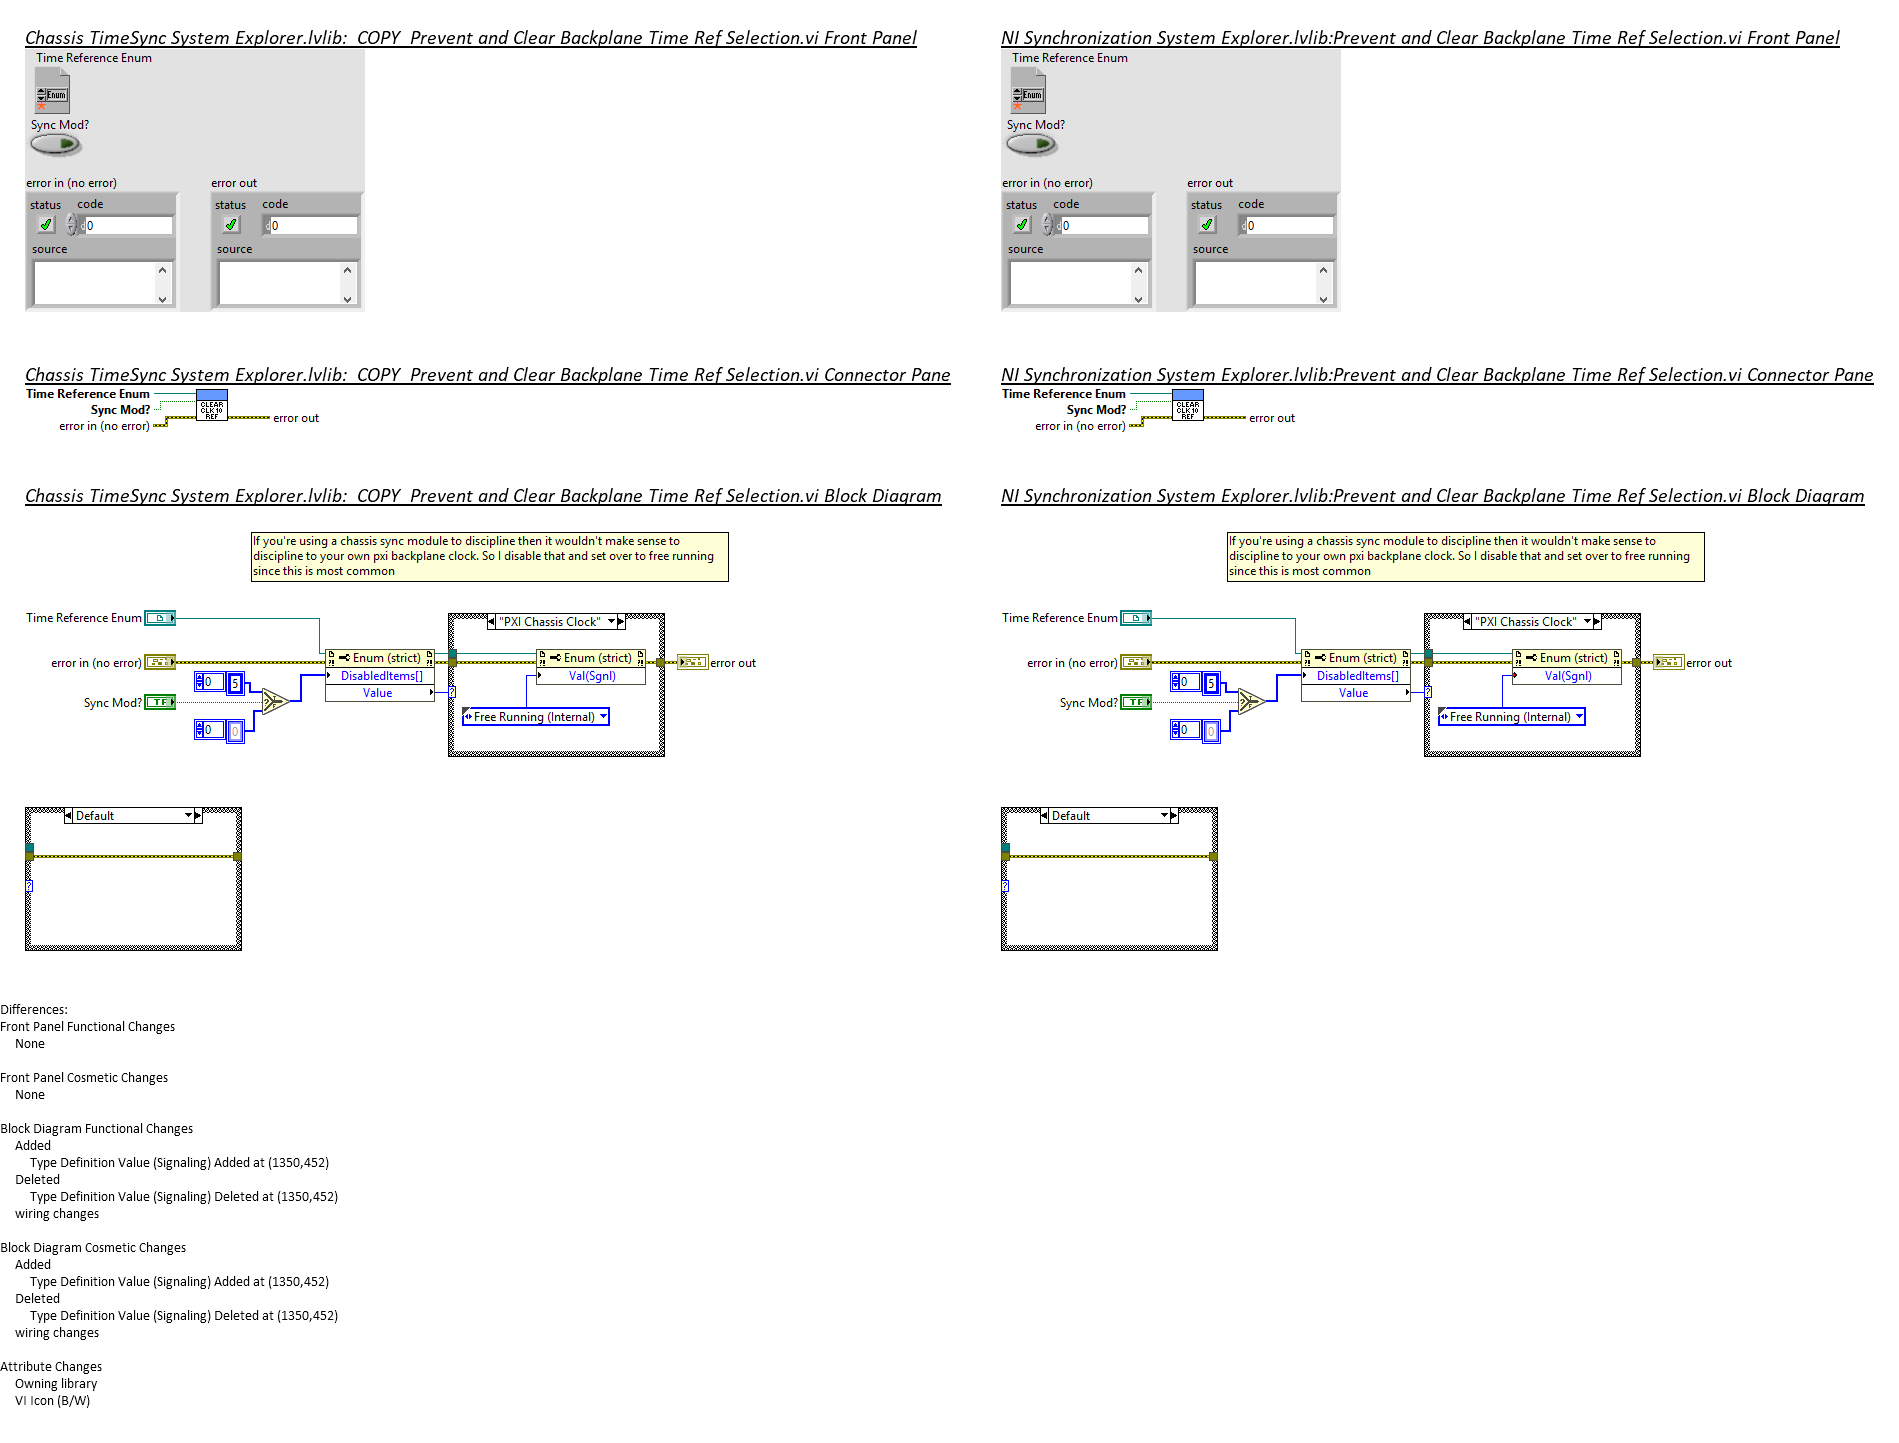 Chassis TimeSync System Explorer.lvlib:  COPY  Prevent and Clear Backplane Time Ref Selection.vi Front Panel
Time Reference Enum
Enum
Sync Mod?
error in (no error)
error out
status
code
0
source
status
code
0
source
NI Synchronization System Explorer.lvlib:Prevent and Clear Backplane Time Ref Selection.vi Front Panel
Time Reference Enum
Enum
Sync Mod?
error in (no error)
error out
status
code
0
source
status
code
0
source
Chassis TimeSync System Explorer.lvlib:  COPY  Prevent and Clear Backplane Time Ref Selection.vi Connector Pane
Time Reference Enum
Sync Mod?
error in (no error)
CLEAR
CLK10
REF
error out
NI Synchronization System Explorer.lvlib:Prevent and Clear Backplane Time Ref Selection.vi Connector Pane
Time Reference Enum
Sync Mod?
error in (no error)
CLEAR
CLK10
REF
error out
Chassis TimeSync System Explorer.lvlib:  COPY  Prevent and Clear Backplane Time Ref Selection.vi Block Diagram
If you're using a chassis sync module to discipline then it wouldn't make sense to
discipline to your own pxi backplane clock. So I disable that and set over to free running
since this is most common
Time Reference Enum
error in (no error)
Sync Mod?
TF
0
5
0
0
Enum (strict)
DisabledItems[]
Value
"PXI Chassis Clock"
Enum (strict)
Val(Sgnl)
Free Running (Internal)
?
error out
Default
?
NI Synchronization System Explorer.lvlib:Prevent and Clear Backplane Time Ref Selection.vi Block Diagram
If you're using a chassis sync module to discipline then it wouldn't make sense to
discipline to your own pxi backplane clock. So I disable that and set over to free running
since this is most common
Time Reference Enum
error in (no error)
Sync Mod?
TF
0
5
0
0
Enum (strict)
DisabledItems[]
Value
"PXI Chassis Clock"
Enum (strict)
Val(Sgnl)
Free Running (Internal)
?
error out
Default
?
Differences:
Front Panel Functional Changes
None
Front Panel Cosmetic Changes
None
Block Diagram Functional Changes
Added
Type Definition Value (Signaling) Added at (1350,452)
Deleted
Type Definition Value (Signaling) Deleted at (1350,452)
wiring changes
Block Diagram Cosmetic Changes
Added
Type Definition Value (Signaling) Added at (1350,452)
Deleted
Type Definition Value (Signaling) Deleted at (1350,452)
wiring changes
Attribute Changes
Owning library
VI Icon (B/W)